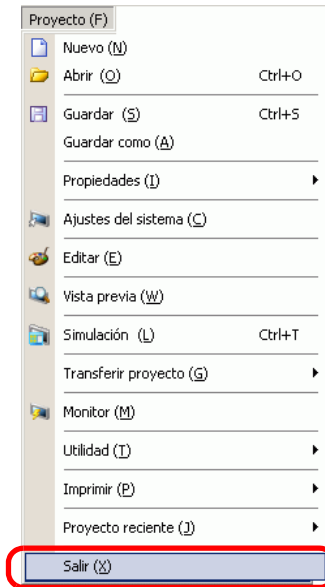 Proyecto (F)
Nuevo (N)
Abrir (O) Ctrl+O
Guardar (S) Ctrl+S
Guardar como (A)
Propiedades (I)
Ajustes del sistema (C)
Editar (E)
Vista previa (W)
Simulación (L) Ctrl+T
Transferir proyecto (G)
Monitor (M)
Utilidad (T)
Imprimir (P)
Proyecto reciente (J)
Salir (X)